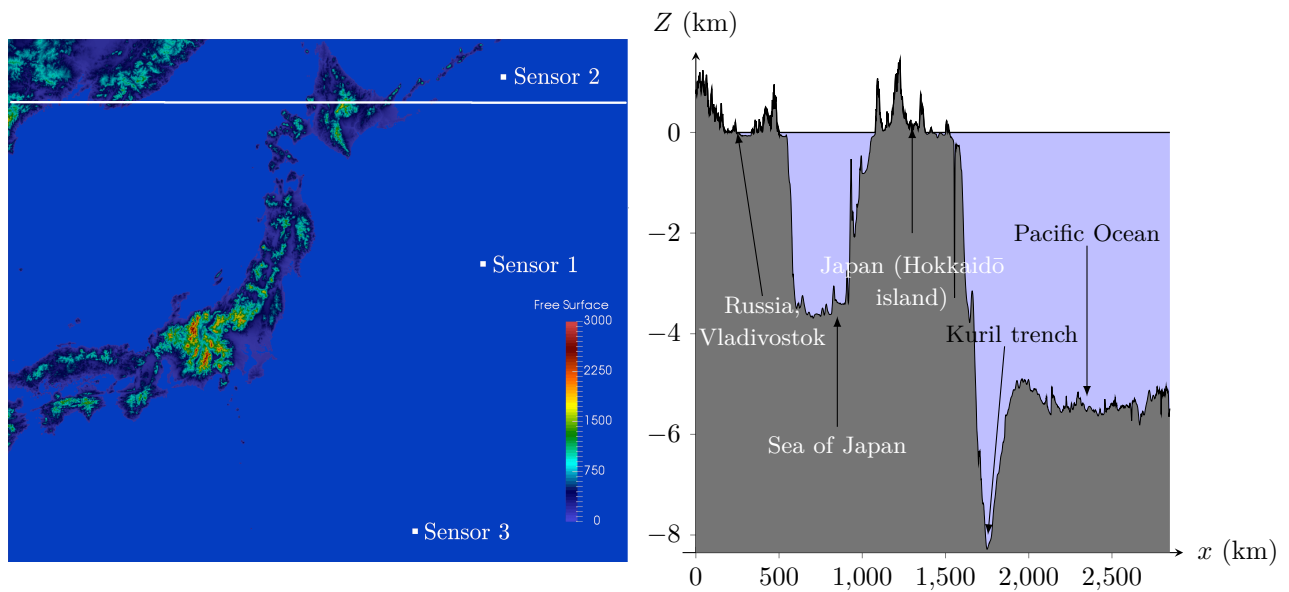 Sensor 2
Sensor 1
Free Surface
3000
2250
1500
750
0
Sensor 3
Z (km)
0
−2
−4
−6
−8
Pacific Ocean
Japan (Hokkaidō
island)
Russia,
Vladivostok
Kuril trench
Sea of Japan
x (km)
0
500
1,000
1,500
2,000
2,500